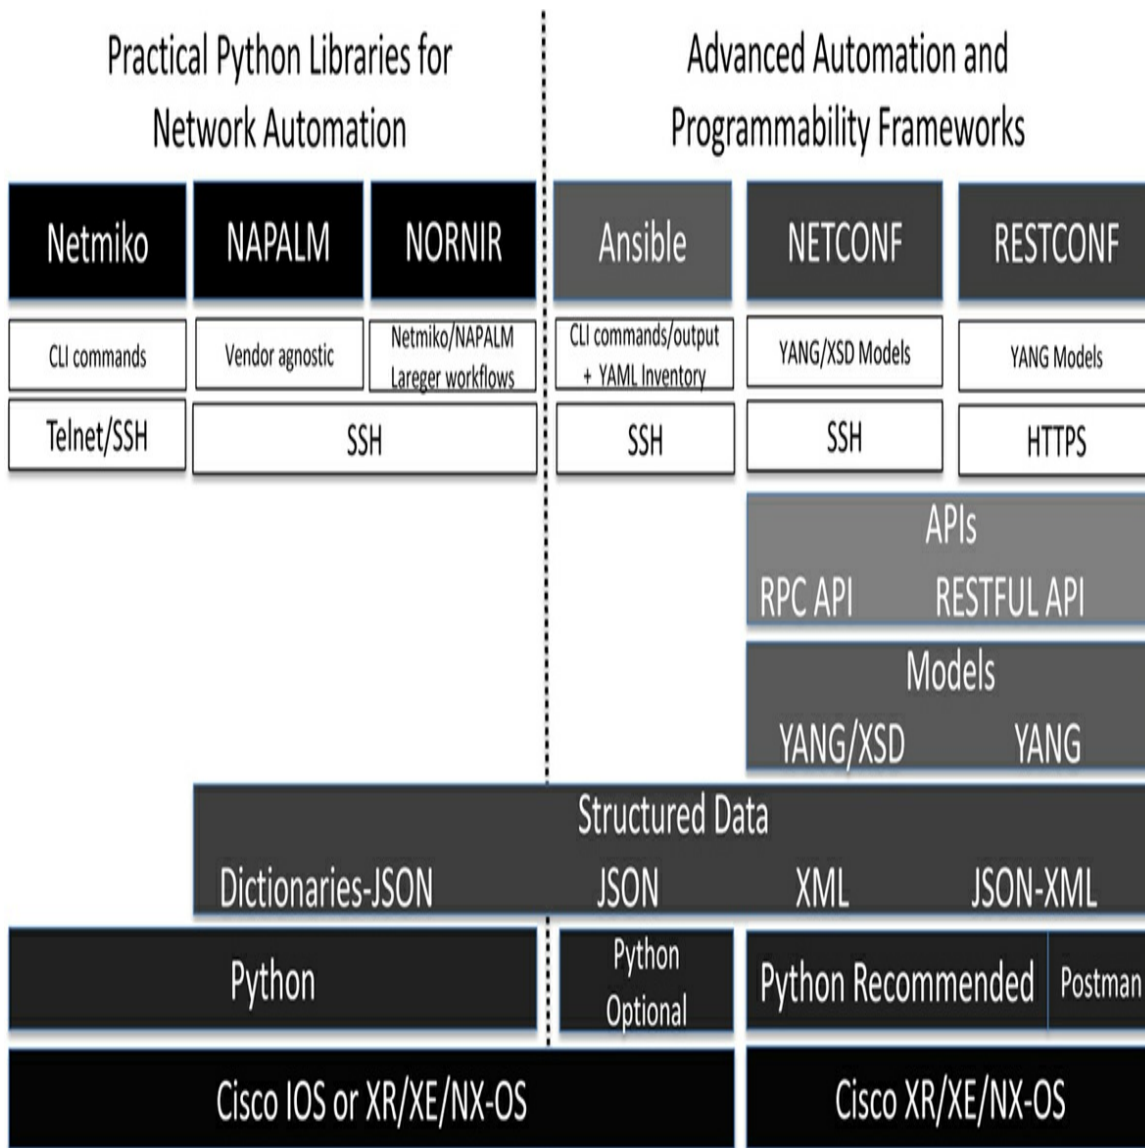 Practical Python Libraries for
Network Automation
Advanced Automation and
Programmability Frameworks
Netmiko
NAPALM
NORNIR
Ansible
NETCONF
RESTCONF
CLI commands
Vendor agnostic
Netmiko/NAPALM
Lareger workflows
CLI commands/output
+ YAML Inventory
YANG/XSD Models
YANG Models
Telnet/SSH
SSH
SSH
SSH
HTTPS
APIs
RPC API
RESTFUL API
Models
YANG/XSD
YANG
Structured Data
Dictionaries-JSON
JSON
XML
JSON-XML
Python
Python
Optional
Python Recommended
Postman
Cisco IOS or XR/XE/NX-OS
Cisco XR/XE/NX-OS